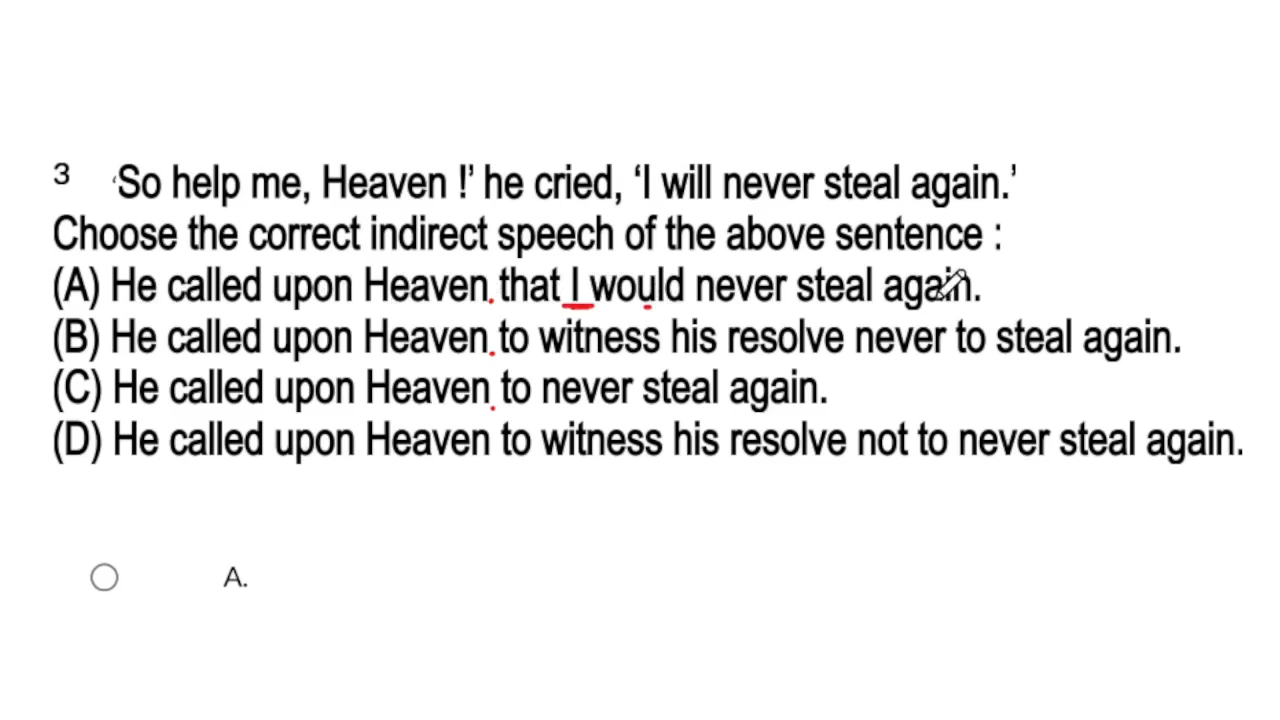 3 ‘So help me, Heaven !’ he cried, ‘I will never steal again.’
Choose the correct indirect speech of the above sentence :
(A) He called upon Heaven that I would never steal again.
(B) He called upon Heaven to witness his resolve never to steal again.
(C) He called upon Heaven to never steal again.
(D) He called upon Heaven to witness his resolve not to never steal again.
A.